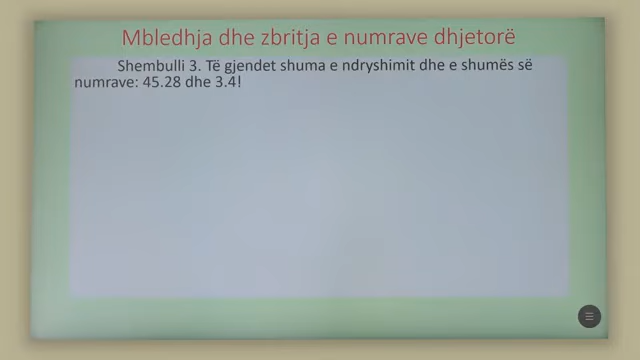 Mbledhja dhe zbritja e numrave dhjetorë
Shembulli 3. Të gjendet shuma e ndryshimit dhe e shumës së
numrave: 45.28 dhe 3.4!